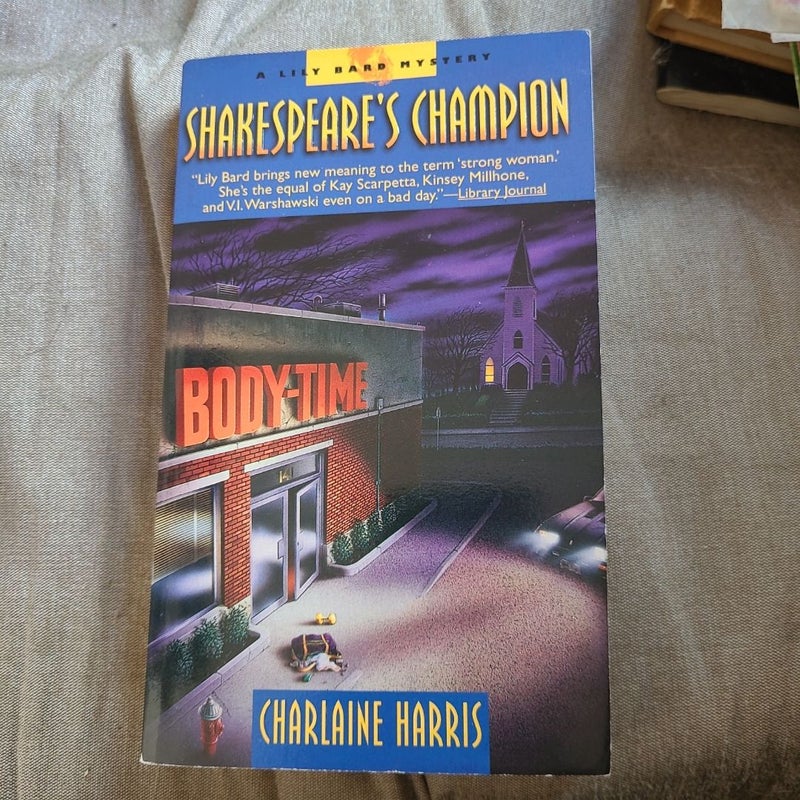 A LILY BARD MYSTERY
SHAKESPEARE'S CHAMPION
"Lily Bard brings new meaning to the term 'strong woman.'
She's the equal of Kay Scarpetta, Kinsey Millhone,
and V.I. Warshawski even on a bad day."—Library Journal
BODY-TIME
CHARLAINE HARRIS